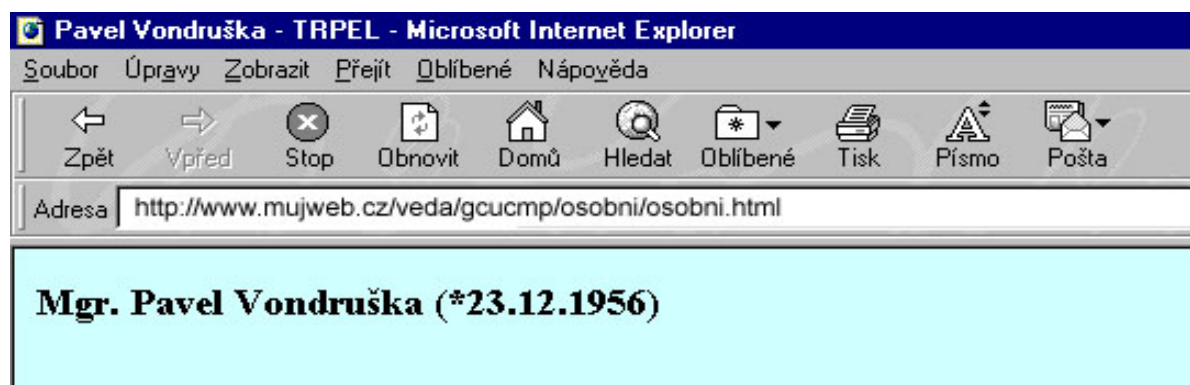 Pavel Vondruška - TRPEL - Microsoft Internet Explorer
Soubor Úpravy Zobrazit Přejít Oblíbené Nápověda
Zpět Vpřed Stop Obnovit Domů Hledat Oblíbené Tisk Písmo Pošta
Adresa http://www.mujweb.cz/veda/gcucmp/osobni/osobni.html
Mgr. Pavel Vondruška (*23.12.1956)